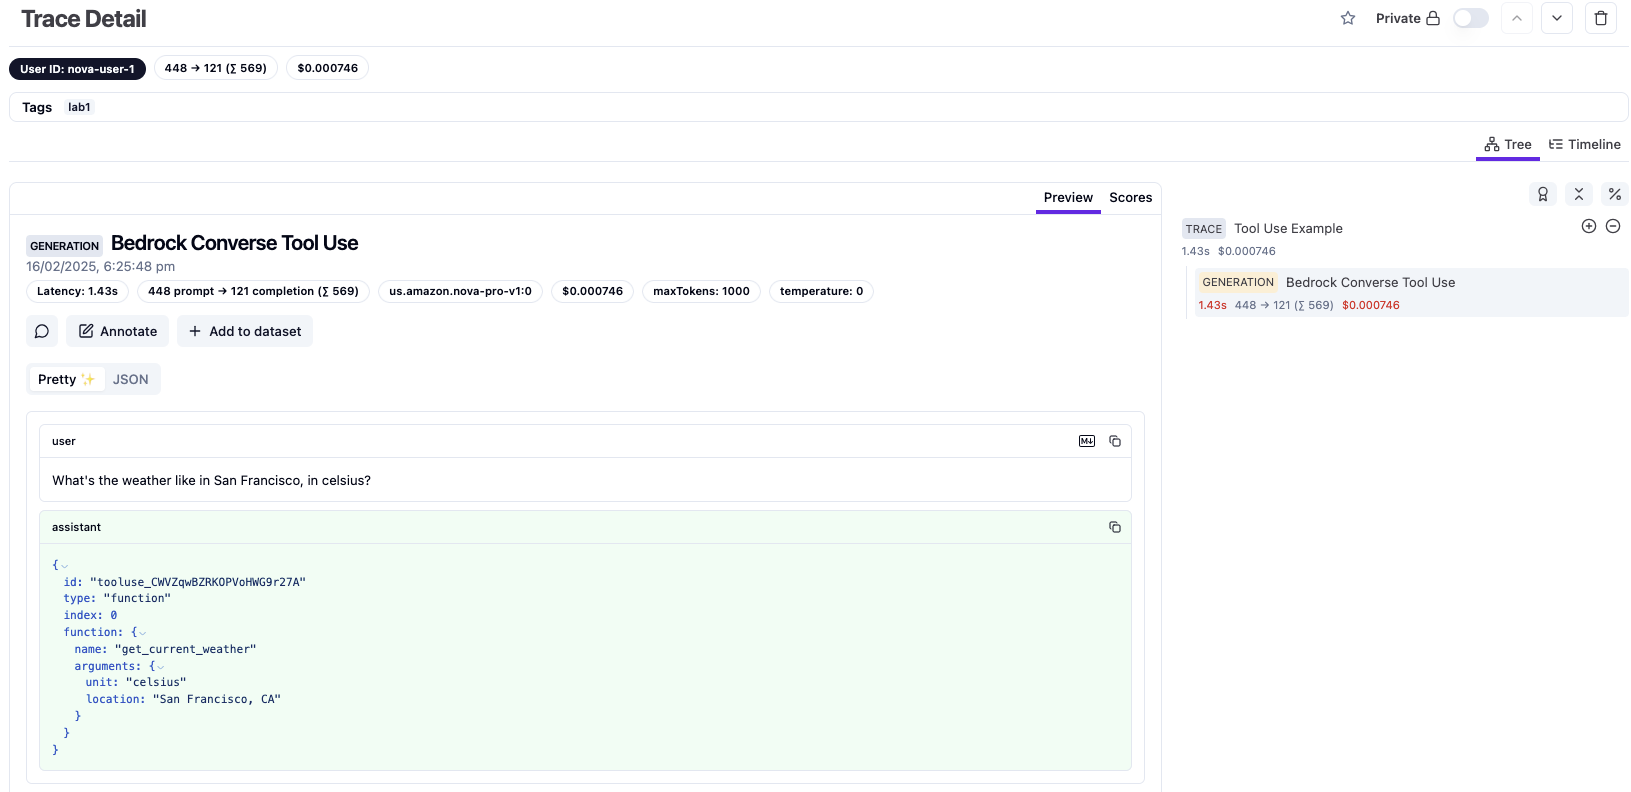 Trace Detail
Private
User ID: nova-user-1
448 → 121 (∑ 569)
$0.000746
Tags
lab1
Tree
Timeline
Preview
Scores
GENERATION
Bedrock Converse Tool Use
16/02/2025, 6:25:48 pm
Latency: 1.43s
448 prompt → 121 completion (∑ 569)
us.amazon.nova-pro-v1:0
$0.000746
maxTokens: 1000
temperature: 0
Annotate
+ Add to dataset
Pretty ✨
JSON
user
M↓
What's the weather like in San Francisco, in celsius?
assistant
{
id: "tooluse_CWVZqwBZRKOPVoHWG9r27A"
type: "function"
index: 0
function: {
name: "get_current_weather"
arguments: {
unit: "celsius"
location: "San Francisco, CA"
}
}
}
TRACE
Tool Use Example
1.43s $0.000746
GENERATION
Bedrock Converse Tool Use
1.43s 448 → 121 (∑ 569) $0.000746